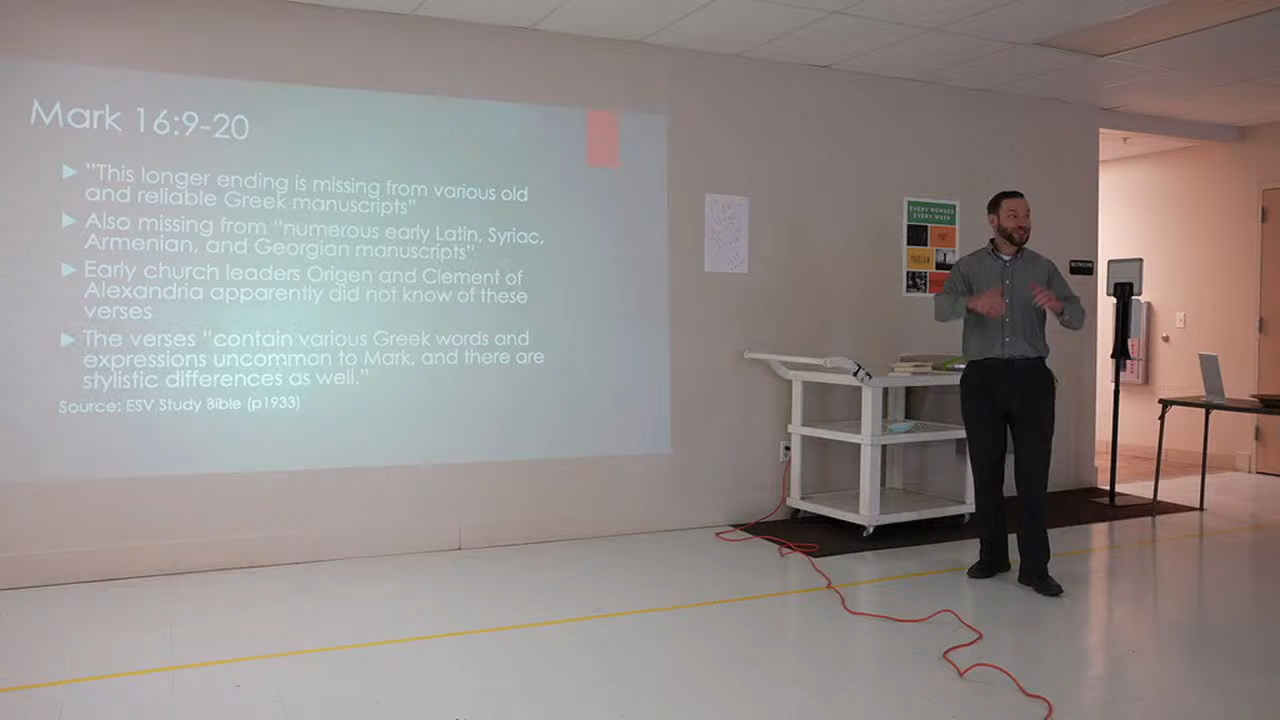 Mark 16:9-20
"This longer ending is missing from various old
and reliable Greek manuscripts"
Also missing from "numerous early Latin, Syriac,
Armenian, and Georgian manuscripts"
Early church leaders Origen and Clement of
Alexandria apparently did not know of these
verses
The verses "contain various Greek words and
expressions uncommon to Mark, and there are
stylistic differences as well."
Source: ESV Study Bible (p1933)
EVERY MEMBER
EVERY WEEK